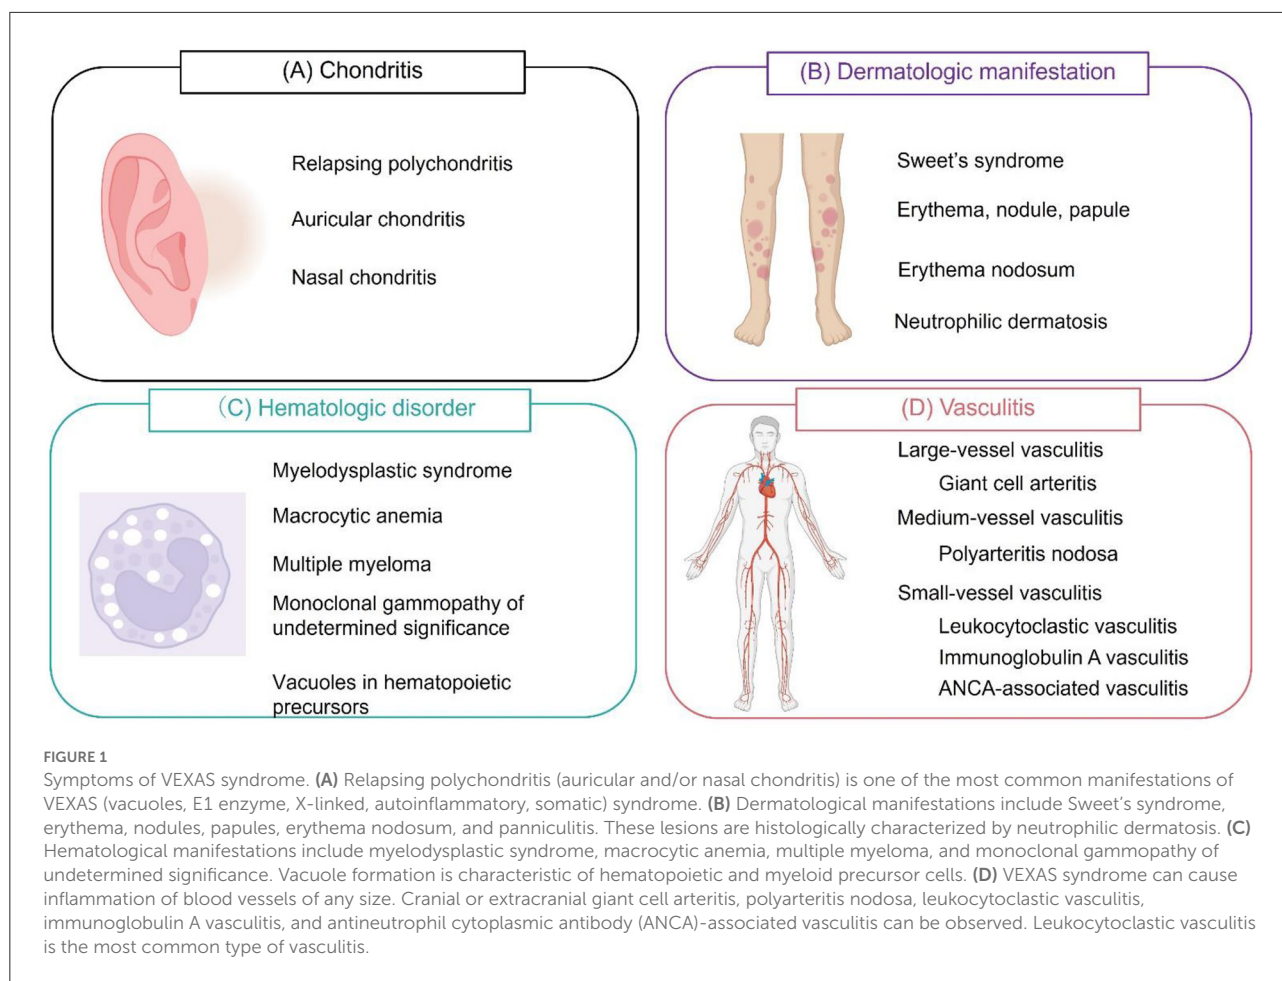 (A) Chondritis
Relapsing polychondritis
Auricular chondritis
Nasal chondritis
(B) Dermatologic manifestation
Sweet's syndrome
Erythema, nodule, papule
Erythema nodosum
Neutrophilic dermatosis
(C) Hematologic disorder
Myelodysplastic syndrome
Macrocytic anemia
Multiple myeloma
Monoclonal gammopathy of
undetermined significance
Vacuoles in hematopoietic
precursors
(D) Vasculitis
Large-vessel vasculitis
Giant cell arteritis
Medium-vessel vasculitis
Polyarteritis nodosa
Small-vessel vasculitis
Leukocytoclastic vasculitis
Immunoglobulin A vasculitis
ANCA-associated vasculitis
FIGURE 1
Symptoms of VEXAS syndrome. (A) Relapsing polychondritis (auricular and/or nasal chondritis) is one of the most common manifestations of
VEXAS (vacuoles, E1 enzyme, X-linked, autoinflammatory, somatic) syndrome. (B) Dermatological manifestations include Sweet's syndrome,
erythema, nodules, papules, erythema nodosum, and panniculitis. These lesions are histologically characterized by neutrophilic dermatosis. (C)
Hematological manifestations include myelodysplastic syndrome, macrocytic anemia, multiple myeloma, and monoclonal gammopathy of
undetermined significance. Vacuole formation is characteristic of hematopoietic and myeloid precursor cells. (D) VEXAS syndrome can cause
inflammation of blood vessels of any size. Cranial or extracranial giant cell arteritis, polyarteritis nodosa, leukocytoclastic vasculitis,
immunoglobulin A vasculitis, and antineutrophil cytoplasmic antibody (ANCA)-associated vasculitis can be observed. Leukocytoclastic vasculitis
is the most common type of vasculitis.